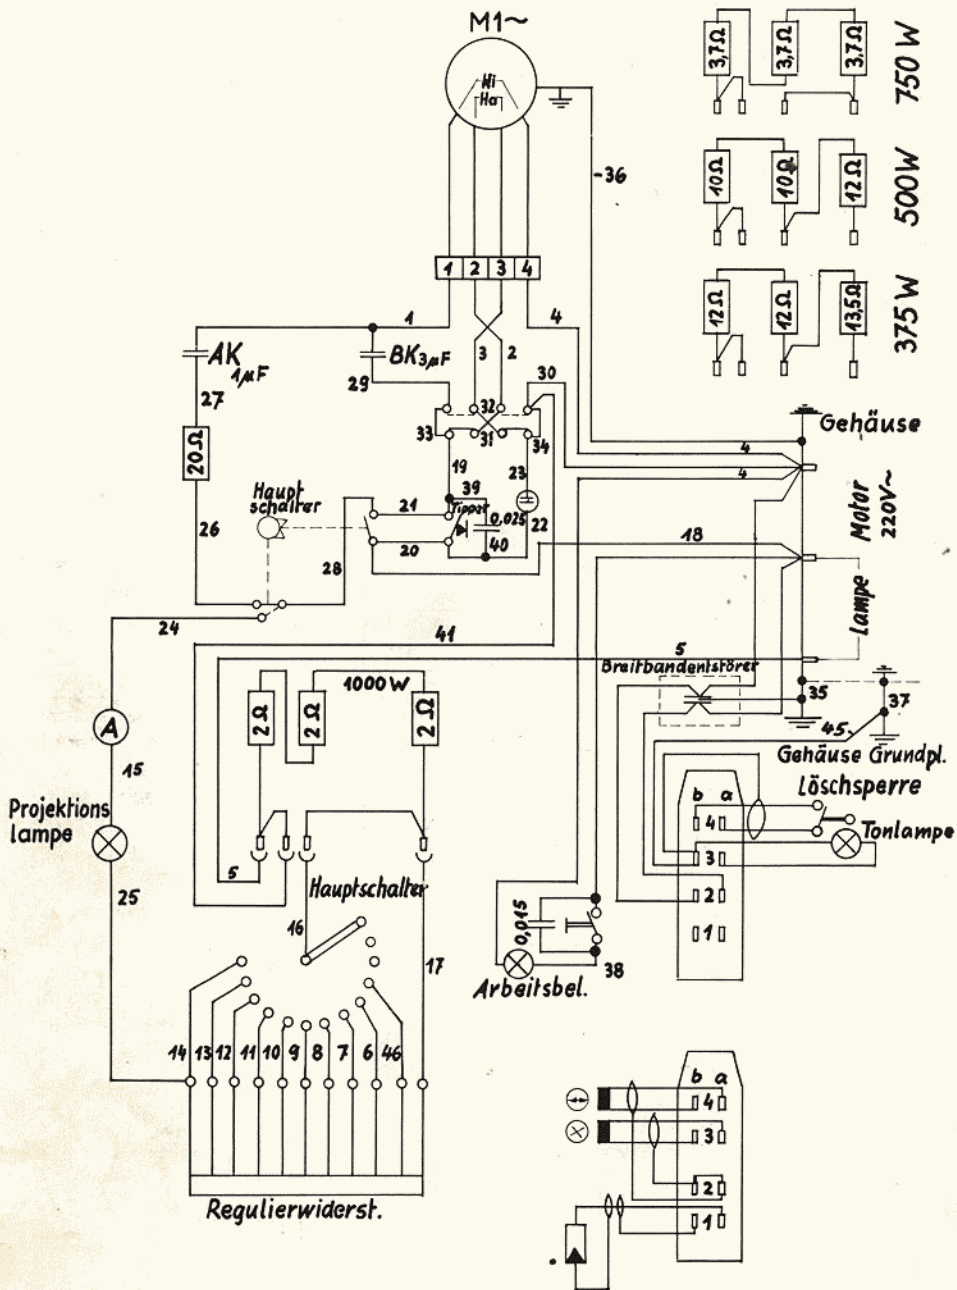 M1~
Wi
Ha
3,7Ω 3,7Ω 3,7Ω
750 W
-36
10Ω 10Ω 12Ω
500W
1 2 3 4
12Ω 12Ω 13,5Ω
375 W
1
4
AK
1µF
BK 3µF
3 2
30
29
27
32
33 31 34
Gehäuse
20Ω
19
23
4
4
39
Haupt
schalter
Tipper
21
0,025
22
Motor
220V~
26
20
40
18
28
24
41
5
Lampe
Breitbandentstörer
1000 W
2Ω 2Ω 2Ω
35
37
45
A
Gehäuse Grundpl.
15
Löschsperre
b a
Projektions
lampe
4
Tonlampe
3
5
25
Hauptschalter
2
16
0,015
1
17
38
Arbeitsbel.
14 13 12 11 10 9 8 7 6 46
b a
4
3
2
Regulierwiderst.
1